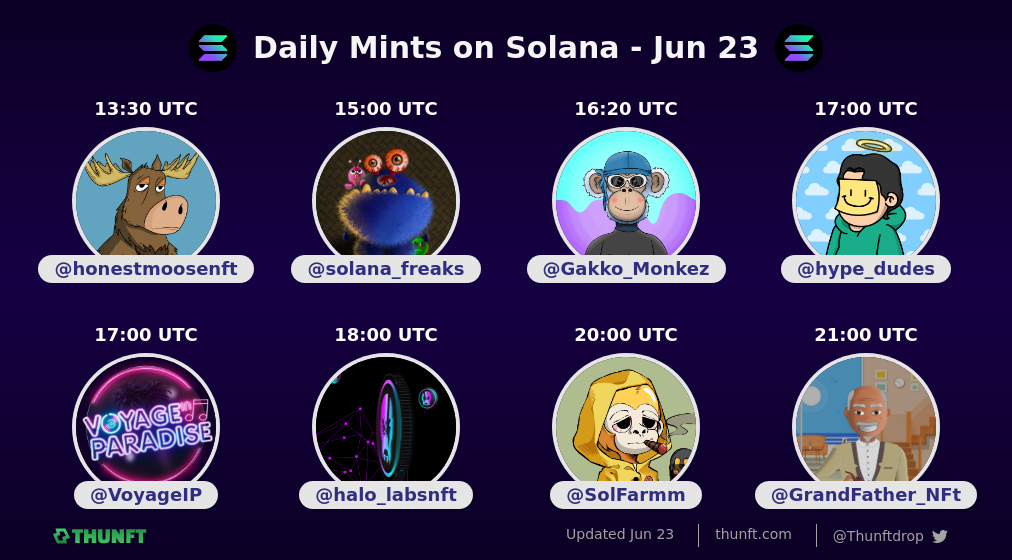 Daily Mints on Solana - Jun 23
13:30 UTC
15:00 UTC
16:20 UTC
17:00 UTC
@honestmoosenft
@solana_freaks
@Gakko_Monkez
@hype_dudes
17:00 UTC
18:00 UTC
20:00 UTC
21:00 UTC
VOYAGE in
PARADISE
@VoyageIP
@halo_labsnft
@SolFarmm
@GrandFather_NFt
THUNFT
Updated Jun 23
thunft.com
@Thunftdrop